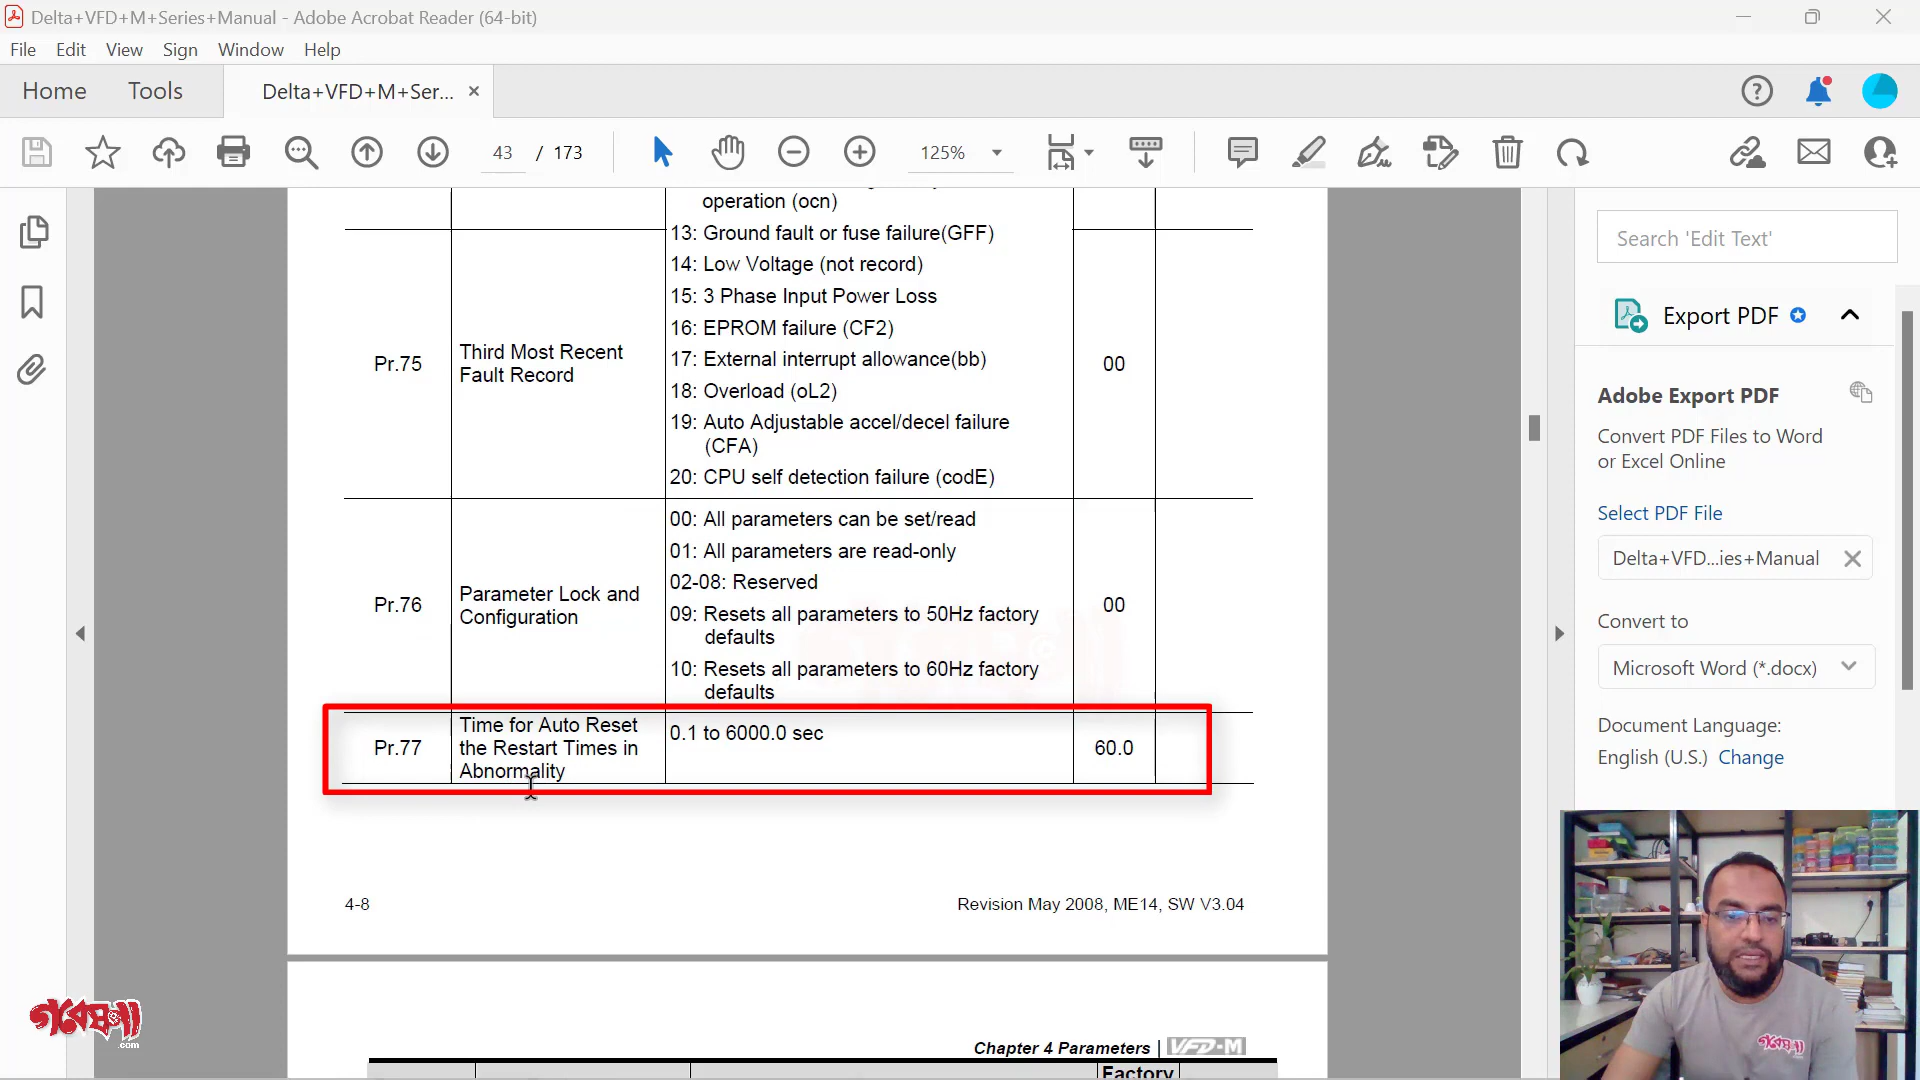 Delta+VFD+M+Series+Manual - Adobe Acrobat Reader (64-bit)
File Edit View Sign Window Help
Home Tools Delta+VFD+M+Ser...
43 / 173 125%
operation (ocn)
13: Ground fault or fuse failure(GFF)
14: Low Voltage (not record)
15: 3 Phase Input Power Loss
16: EPROM failure (CF2)
17: External interrupt allowance(bb)
18: Overload (oL2)
19: Auto Adjustable accel/decel failure
(CFA)
20: CPU self detection failure (codE)
Pr.75
Third Most Recent
Fault Record
00
Pr.76
Parameter Lock and
Configuration
00: All parameters can be set/read
01: All parameters are read-only
02-08: Reserved
09: Resets all parameters to 50Hz factory
defaults
10: Resets all parameters to 60Hz factory
defaults
00
Pr.77
Time for Auto Reset
the Restart Times in
Abnormality
0.1 to 6000.0 sec
60.0
4-8
Revision May 2008, ME14, SW V3.04
Chapter 4 Parameters | VFD-M
Factory
Search 'Edit Text'
Export PDF
Adobe Export PDF
Convert PDF Files to Word
or Excel Online
Select PDF File
Delta+VFD...ies+Manual
Convert to
Microsoft Word (*.docx)
Document Language:
English (U.S.) Change
গবেষণা
.com
গবেষণা